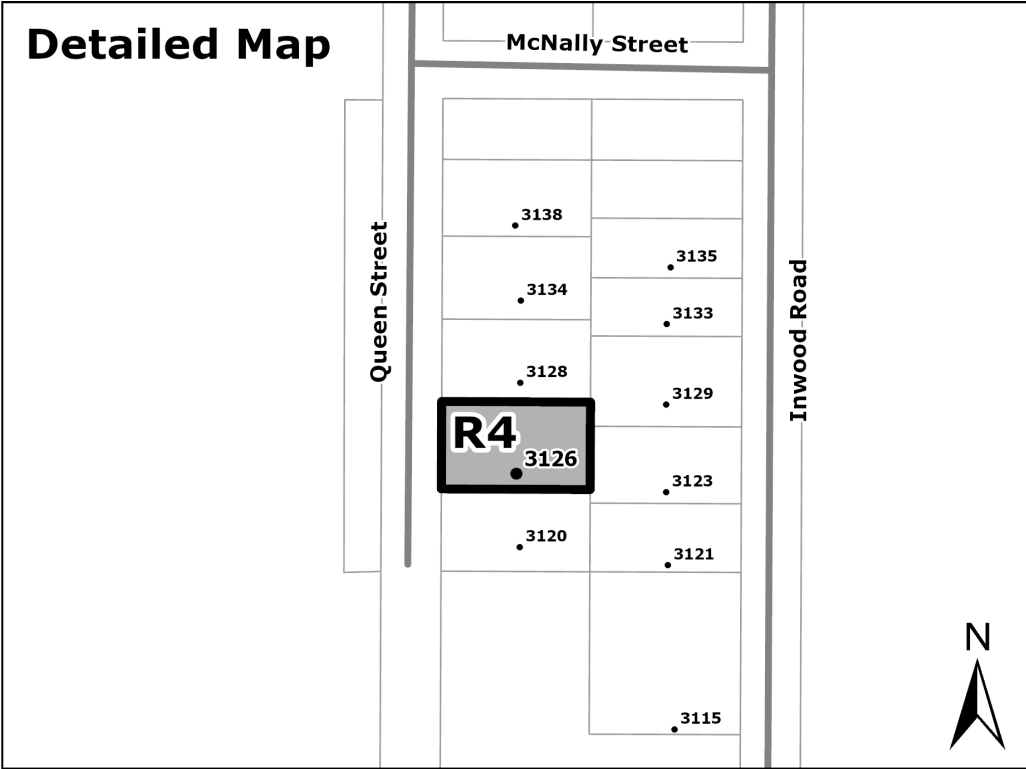 Detailed Map
McNally Street
3138
3135
3134
3133
Queen Street
Inwood Road
3128
3129
R4
3126
3123
3120
3121
N
3115